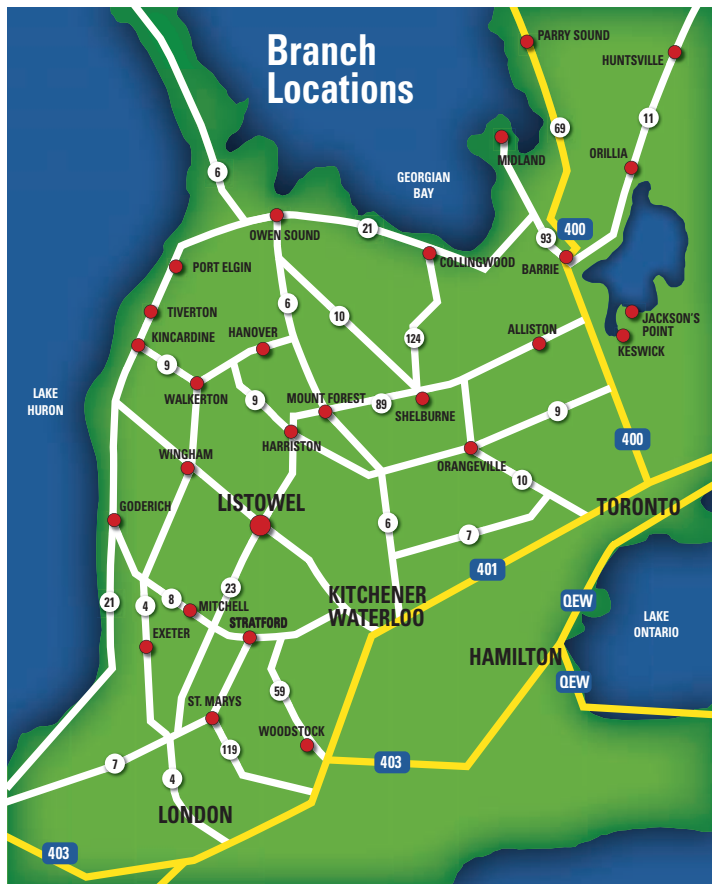 Branch
Locations
PARRY SOUND
HUNTSVILLE
69
11
MIDLAND
ORILLIA
GEORGIAN
BAY
6
OWEN SOUND
21
93
400
COLLINGWOOD
BARRIE
PORT ELGIN
6
10
TIVERTON
JACKSON'S
POINT
KINCARDINE
HANOVER
124
ALLISTON
KESWICK
9
LAKE
HURON
WALKERTON
9
MOUNT FOREST
89
SHELBURNE
9
HARRISTON
400
WINGHAM
ORANGEVILLE
10
GODERICH
LISTOWEL
TORONTO
6
7
401
23
KITCHENER
WATERLOO
QEW
21
4
8
MITCHELL
STRATFORD
LAKE
ONTARIO
EXETER
HAMILTON
QEW
59
ST. MARYS
WOODSTOCK
119
7
4
403
LONDON
403